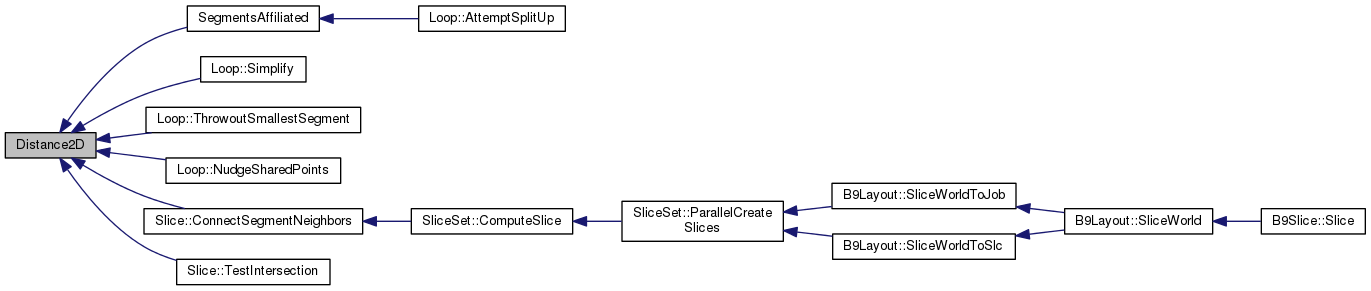 SegmentsAffiliated
Loop::AttemptSplitUp
Loop::Simplify
Loop::ThrowoutSmallestSegment
Distance2D
Loop::NudgeSharedPoints
Slice::ConnectSegmentNeighbors
SliceSet::ComputeSlice
SliceSet::ParallelCreate
Slices
B9Layout::SliceWorldToJob
B9Layout::SliceWorldToSlc
B9Layout::SliceWorld
B9Slice::Slice
Slice::TestIntersection